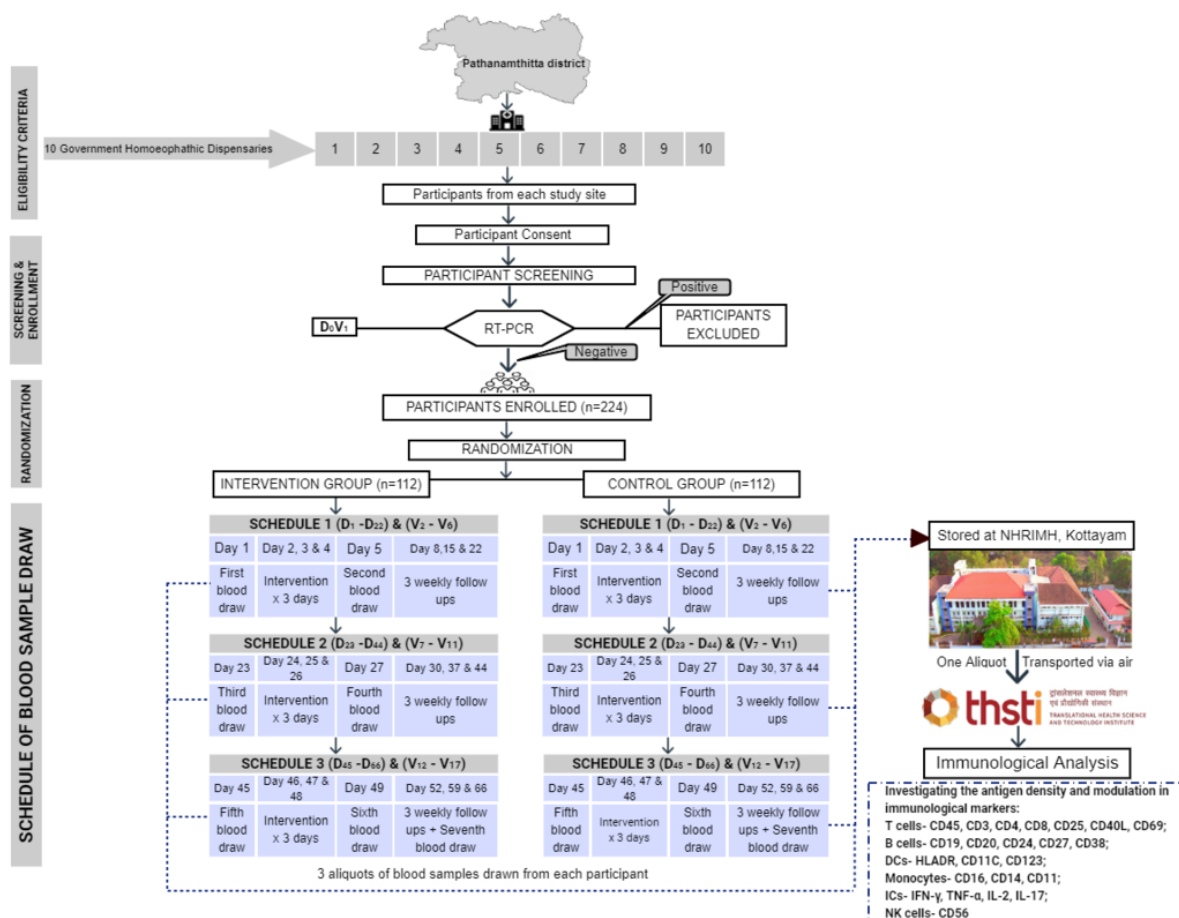 Pathanamthitta district
ELIGIBILITY CRITERIA
10 Government Homoephathic Dispensaries
1 2 3 4 5 6 7 8 9 10
Participants from each study site
Participant Consent
SCREENING &
ENROLLMENT
PARTICIPANT SCREENING
Positive
D₀V₁
RT-PCR
PARTICIPANTS
EXCLUDED
Negative
RANDOMIZATION
PARTICIPANTS ENROLLED (n=224)
RANDOMIZATION
SCHEDULE OF BLOOD SAMPLE DRAW
INTERVENTION GROUP (n=112)
SCHEDULE 1 (D₁ -D₂₂) & (V₂ - V₆)
Day 1
Day 2, 3 & 4
Day 5
Day 8,15 & 22
First
blood
draw
Intervention
x 3 days
Second
blood
draw
3 weekly follow
ups
SCHEDULE 2 (D₂₃ -D₄₄) & (V₇ - V₁₁)
Day 23
Day 24, 25 &
26
Day 27
Day 30, 37 & 44
Third
blood
draw
Intervention
x 3 days
Fourth
blood
draw
3 weekly follow
ups
SCHEDULE 3 (D₄₅ -D₆₆) & (V₁₂ - V₁₇)
Day 45
Day 46, 47 &
48
Day 49
Day 52, 59 & 66
Fifth
blood
draw
Intervention
x 3 days
Sixth
blood
draw
3 weekly follow
ups + Seventh
blood draw
CONTROL GROUP (n=112)
SCHEDULE 1 (D₁ - D₂₂) & (V₂ - V₆)
Day 1
Day 2, 3 & 4
Day 5
Day 8,15 & 22
First
blood
draw
Intervention
x 3 days
Second
blood
draw
3 weekly follow
ups
SCHEDULE 2 (D₂₃ - D₄₄) & (V₇ - V₁₁)
Day 23
Day 24, 25 &
26
Day 27
Day 30, 37 & 44
Third
blood
draw
Intervention
x 3 days
Fourth
blood
draw
3 weekly follow
ups
SCHEDULE 3 (D₄₅ - D₆₆) & (V₁₂ - V₁₇)
Day 45
Day 46, 47 &
48
Day 49
Day 52, 59 & 66
Fifth
blood
draw
Intervention
x 3 days
Sixth
blood
draw
3 weekly follow
ups + Seventh
blood draw
3 aliquots of blood samples drawn from each participant
Stored at NHRIMH, Kottayam
One Aliquot Transported via air
thsti
ट्रांसलेशनल स्वास्थ्य विज्ञान
एवं प्रौद्योगिकी संस्थान
TRANSLATIONAL HEALTH SCIENCE
AND TECHNOLOGY INSTITUTE
Immunological Analysis
Investigating the antigen density and modulation in
immunological markers:
T cells- CD45, CD3, CD4, CD8, CD25, CD40L, CD69;
B cells- CD19, CD20, CD24, CD27, CD38;
DCs- HLADR, CD11C, CD123;
Monocytes- CD16, CD14, CD11;
ICs- IFN-γ, TNF-α, IL-2, IL-17;
NK cells- CD56